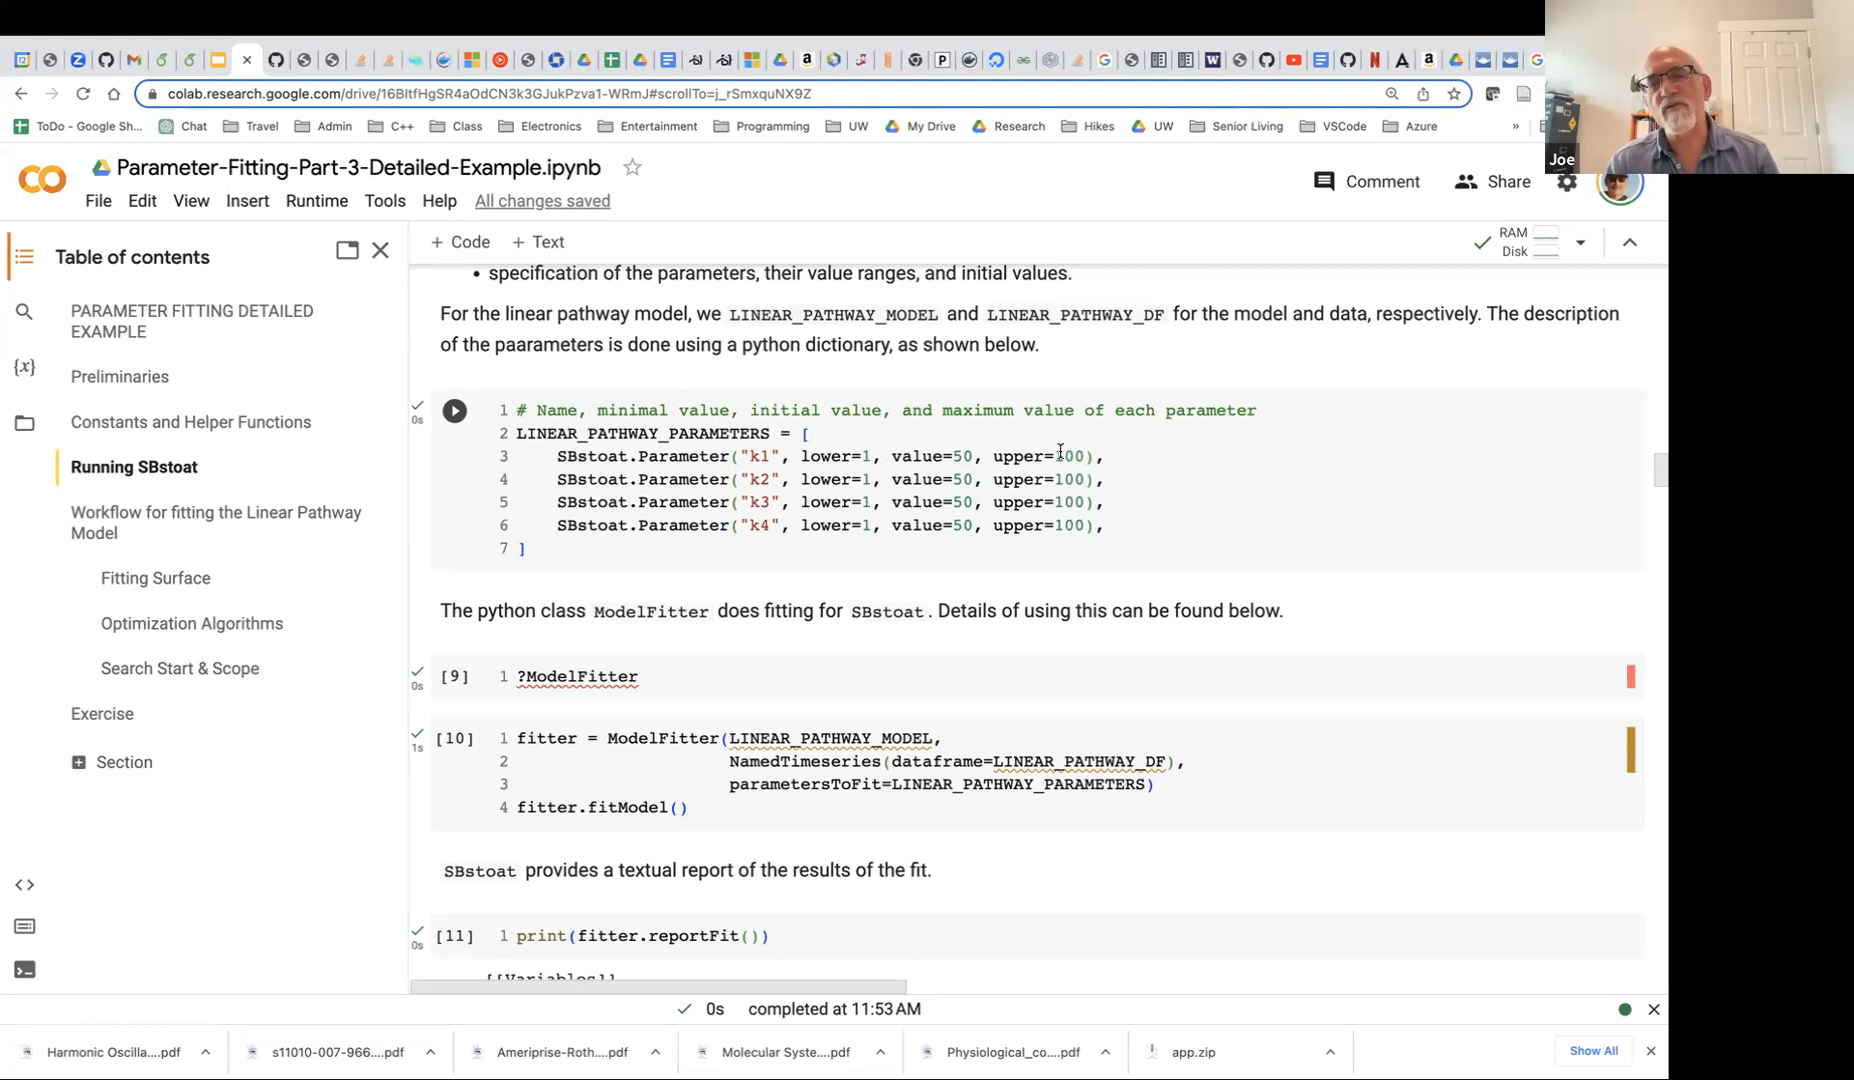 Joe
colab.research.google.com/drive/16BltfHgSR4aOdCN3k3GJukPzva1-WRmJ#scrollTo=j_rSmxquNX9Z
ToDo - Google Sh... Chat Travel Admin C++ Class Electronics Entertainment Programming UW My Drive Research Hikes UW Senior Living VSCode Azure »
Parameter-Fitting-Part-3-Detailed-Example.ipynb
Comment Share
File Edit View Insert Runtime Tools Help All changes saved
Table of contents
PARAMETER FITTING DETAILED
EXAMPLE
Preliminaries
Constants and Helper Functions
Running SBstoat
Workflow for fitting the Linear Pathway
Model
Fitting Surface
Optimization Algorithms
Search Start & Scope
Exercise
Section
+ Code + Text
RAM
Disk
• specification of the parameters, their value ranges, and initial values.
For the linear pathway model, we LINEAR_PATHWAY_MODEL and LINEAR_PATHWAY_DF for the model and data, respectively. The description
of the paarameters is done using a python dictionary, as shown below.
0s
1 # Name, minimal value, initial value, and maximum value of each parameter
2 LINEAR_PATHWAY_PARAMETERS = [
3 SBstoat.Parameter("k1", lower=1, value=50, upper=100),
4 SBstoat.Parameter("k2", lower=1, value=50, upper=100),
5 SBstoat.Parameter("k3", lower=1, value=50, upper=100),
6 SBstoat.Parameter("k4", lower=1, value=50, upper=100),
7 ]
The python class ModelFitter does fitting for SBstoat. Details of using this can be found below.
0s
[9] 1 ?ModelFitter
1s
[10] 1 fitter = ModelFitter(LINEAR_PATHWAY_MODEL,
2 NamedTimeseries(dataframe=LINEAR_PATHWAY_DF),
3 parametersToFit=LINEAR_PATHWAY_PARAMETERS)
4 fitter.fitModel()
SBstoat provides a textual report of the results of the fit.
0s
[11] 1 print(fitter.reportFit())
[[Variables]]
0s completed at 11:53 AM
Harmonic Oscilla....pdf s11010-007-966....pdf Ameriprise-Roth....pdf Molecular Syste....pdf Physiological_co....pdf app.zip Show All